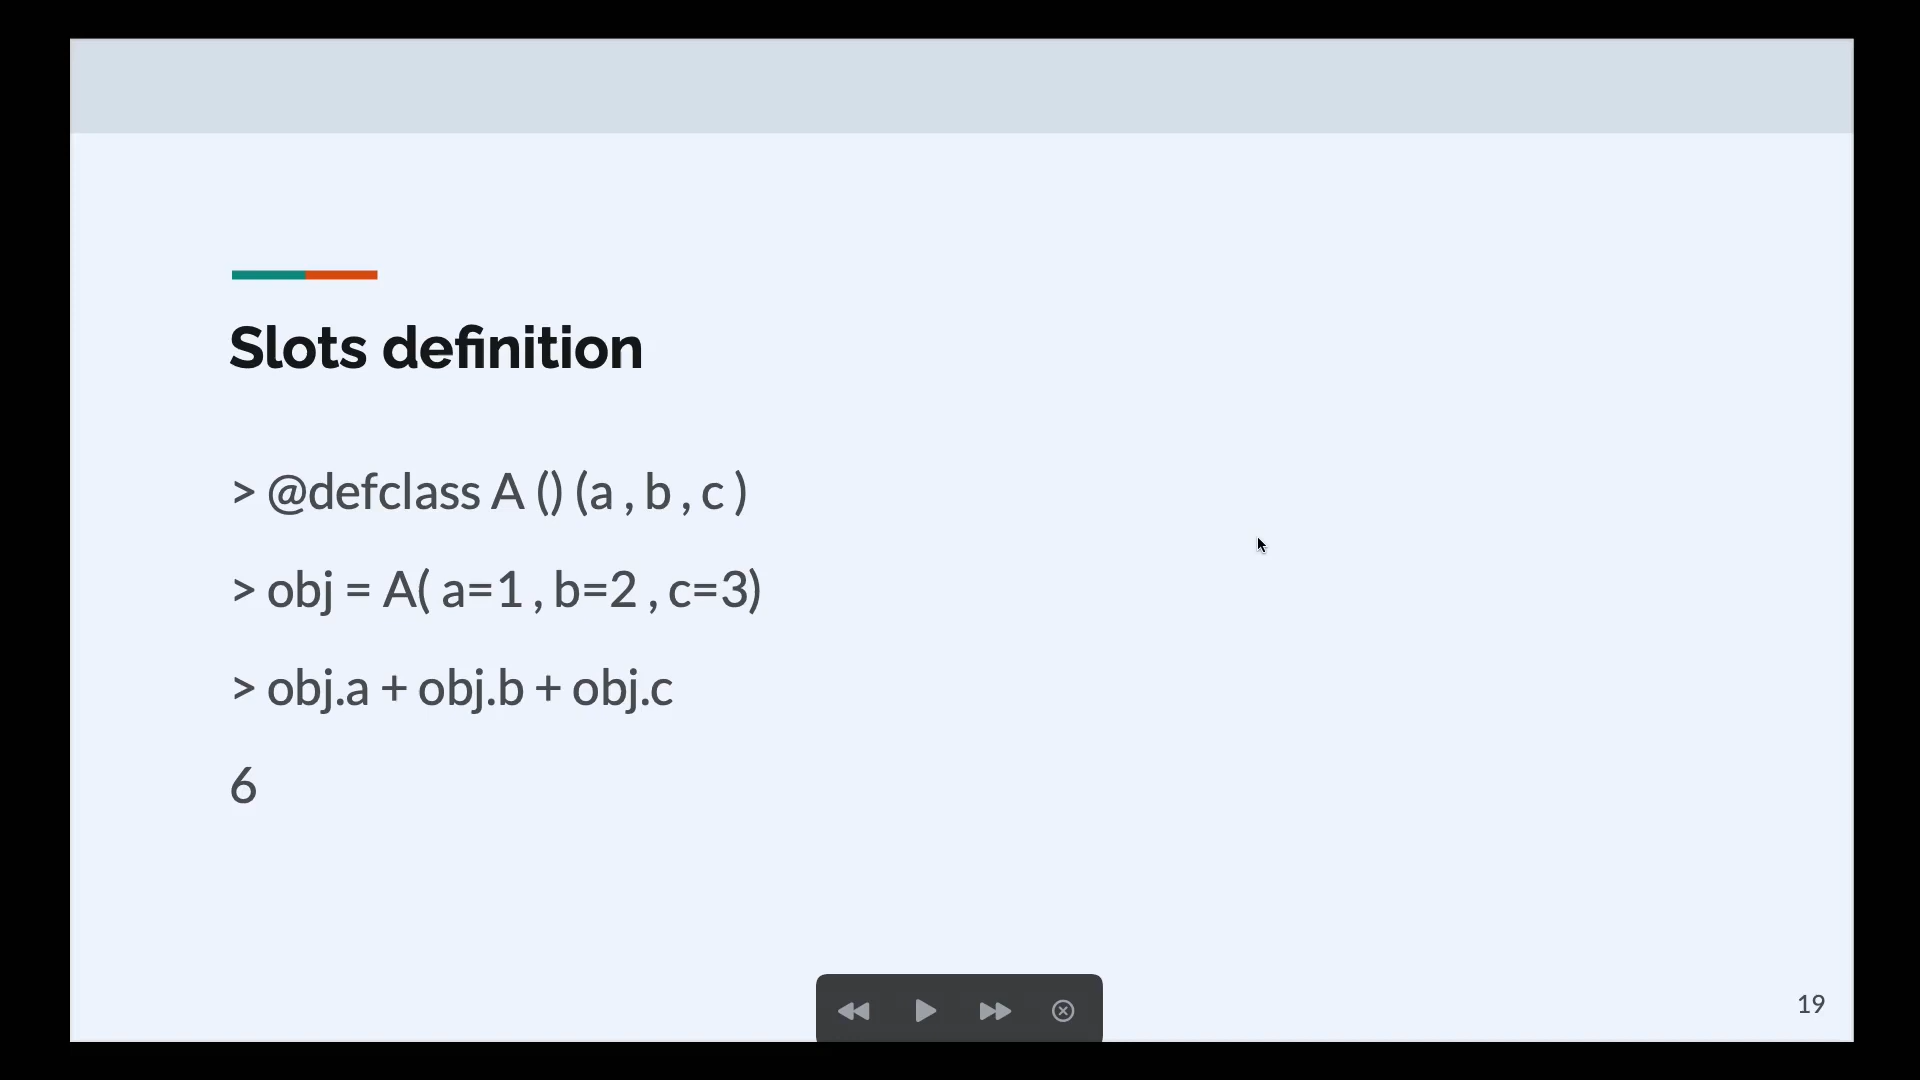 Slots definition
> @defclass A () (a , b , c )
> obj = A( a=1 , b=2 , c=3)
> obj.a + obj.b + obj.c
6
19